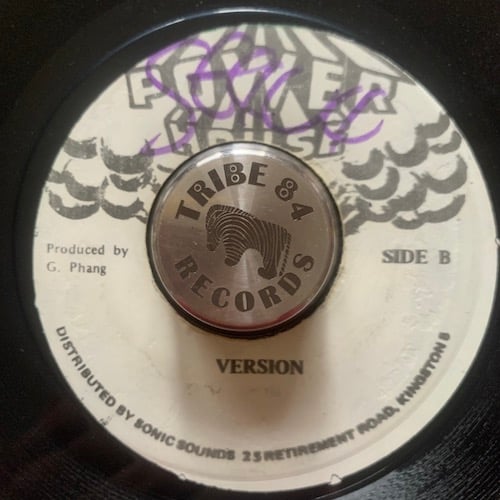 POWER
HOUSE
TRIBE 84
RECORDS
Produced by
G. Phang
SIDE B
VERSION
DISTRIBUTED BY SONIC SOUNDS 25 RETIREMENT ROAD, KINGSTON 5